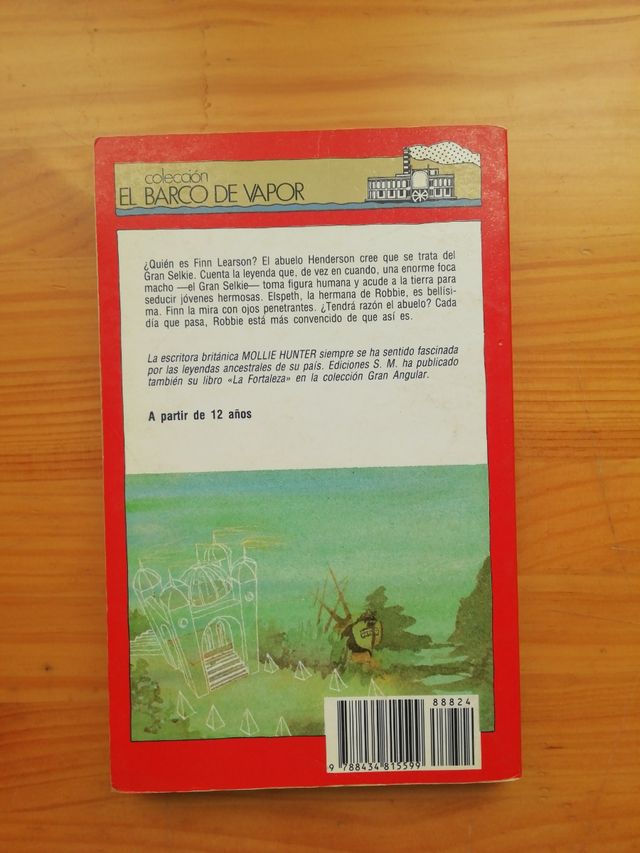 colección
EL BARCO DE VAPOR
¿Quién es Finn Learson? El abuelo Henderson cree que se trata del
Gran Selkie. Cuenta la leyenda que, de vez en cuando, una enorme foca
macho —el Gran Selkie— toma figura humana y acude a la tierra para
seducir jóvenes hermosas. Elspeth, la hermana de Robbie, es bellísi-
ma. Finn la mira con ojos penetrantes. ¿Tendrá razón el abuelo? Cada
día que pasa, Robbie está más convencido de que así es.
La escritora británica MOLLIE HUNTER siempre se ha sentido fascinada
por las leyendas ancestrales de su país. Ediciones S. M. ha publicado
también su libro «La Fortaleza» en la colección Gran Angular.
A partir de 12 años
88824
9 788434 815599